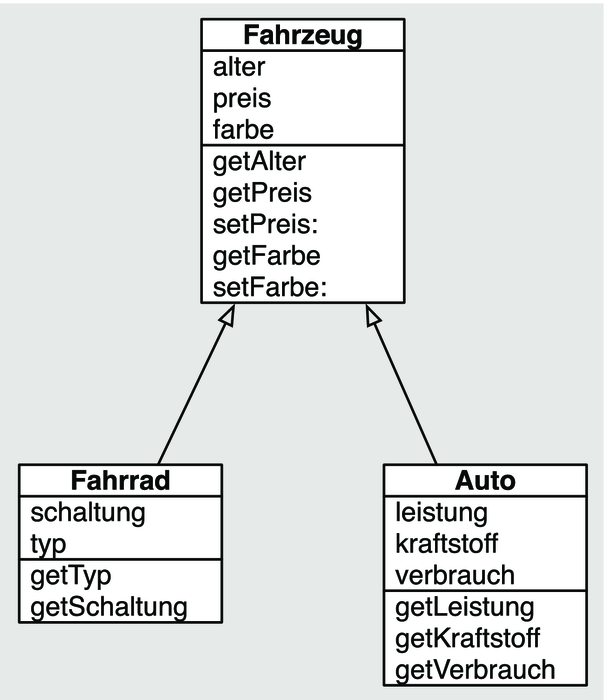 Fahrzeug
alter
preis
farbe
getAlter
getPreis
setPreis:
getFarbe
setFarbe:
Fahrrad
schaltung
typ
getTyp
getSchaltung
Auto
leistung
kraftstoff
verbrauch
getLeistung
getKraftstoff
getVerbrauch